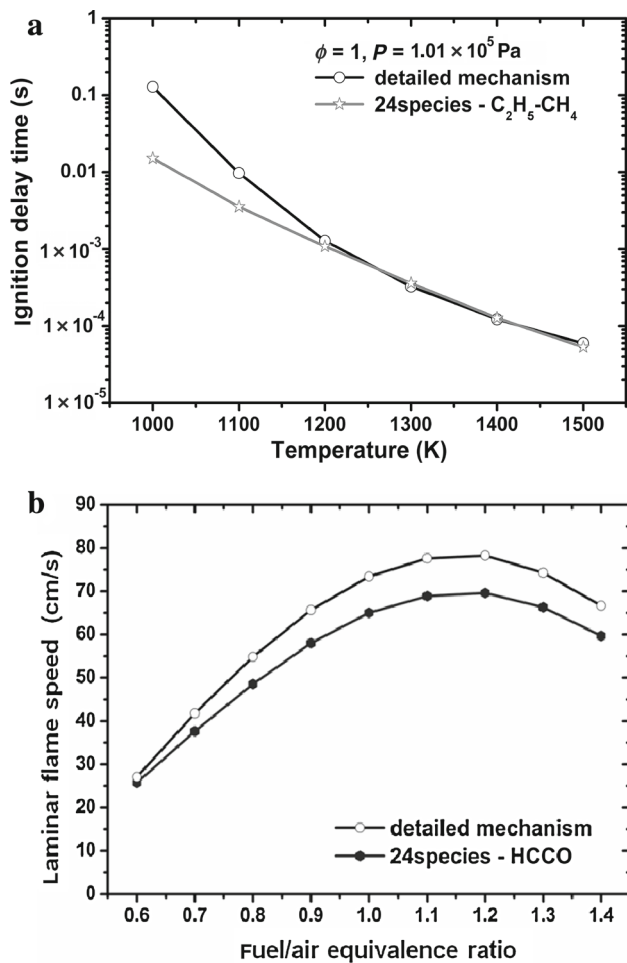 a
ϕ = 1, P = 1.01 × 10⁵ Pa
detailed mechanism
24species - C₂H₅-CH₄
Ignition delay time (s)
1
0.1
0.01
1 × 10⁻³
1 × 10⁻⁴
1 × 10⁻⁵
1000 1100 1200 1300 1400 1500
Temperature (K)
b
Laminar flame speed (cm/s)
90
80
70
60
50
40
30
20
10
0
detailed mechanism
24species - HCCO
0.6 0.7 0.8 0.9 1.0 1.1 1.2 1.3 1.4
Fuel/air equivalence ratio